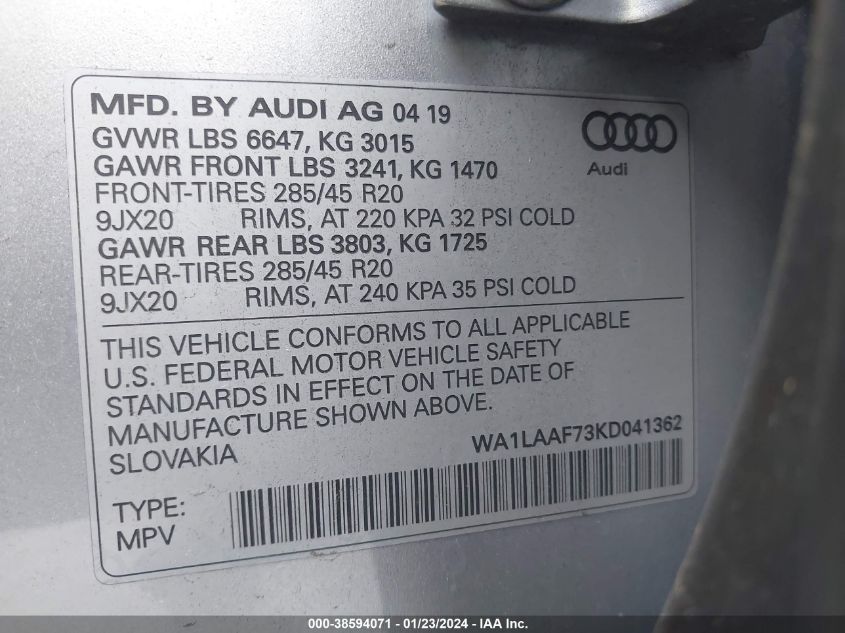 MFD. BY AUDI AG 04 19
GVWR LBS 6647, KG 3015
GAWR FRONT LBS 3241, KG 1470
FRONT-TIRES 285/45 R20
9JX20 RIMS, AT 220 KPA 32 PSI COLD
GAWR REAR LBS 3803, KG 1725
REAR-TIRES 285/45 R20
9JX20 RIMS, AT 240 KPA 35 PSI COLD
Audi
THIS VEHICLE CONFORMS TO ALL APPLICABLE
U.S. FEDERAL MOTOR VEHICLE SAFETY
STANDARDS IN EFFECT ON THE DATE OF
MANUFACTURE SHOWN ABOVE.
SLOVAKIA
WA1LAAF73KD041362
TYPE:
MPV
000-38594071 - 01/23/2024 - IAA Inc.